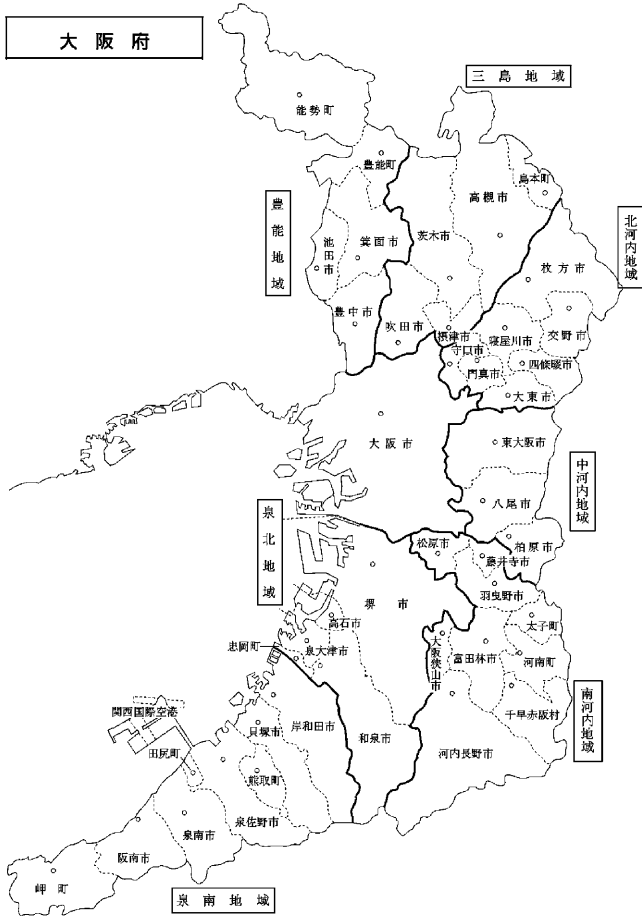 大阪府
三島地域
能勢町
豊能町
島本町
高槻市
豊能地域
北河内地域
池田市
箕面市
茨木市
枚方市
豊中市
吹田市
摂津市
寝屋川市
交野市
守口市
門真市
四條畷市
大東市
大阪市
東大阪市
中河内地域
八尾市
泉北地域
松原市
柏原市
藤井寺市
羽曳野市
堺市
高石市
太子町
忠岡町
泉大津市
大阪狭山市
富田林市
河南町
関西国際空港
田尻町
貝塚市
岸和田市
和泉市
千早赤阪村
南河内地域
河内長野市
熊取町
泉佐野市
泉南市
阪南市
岬町
泉南地域